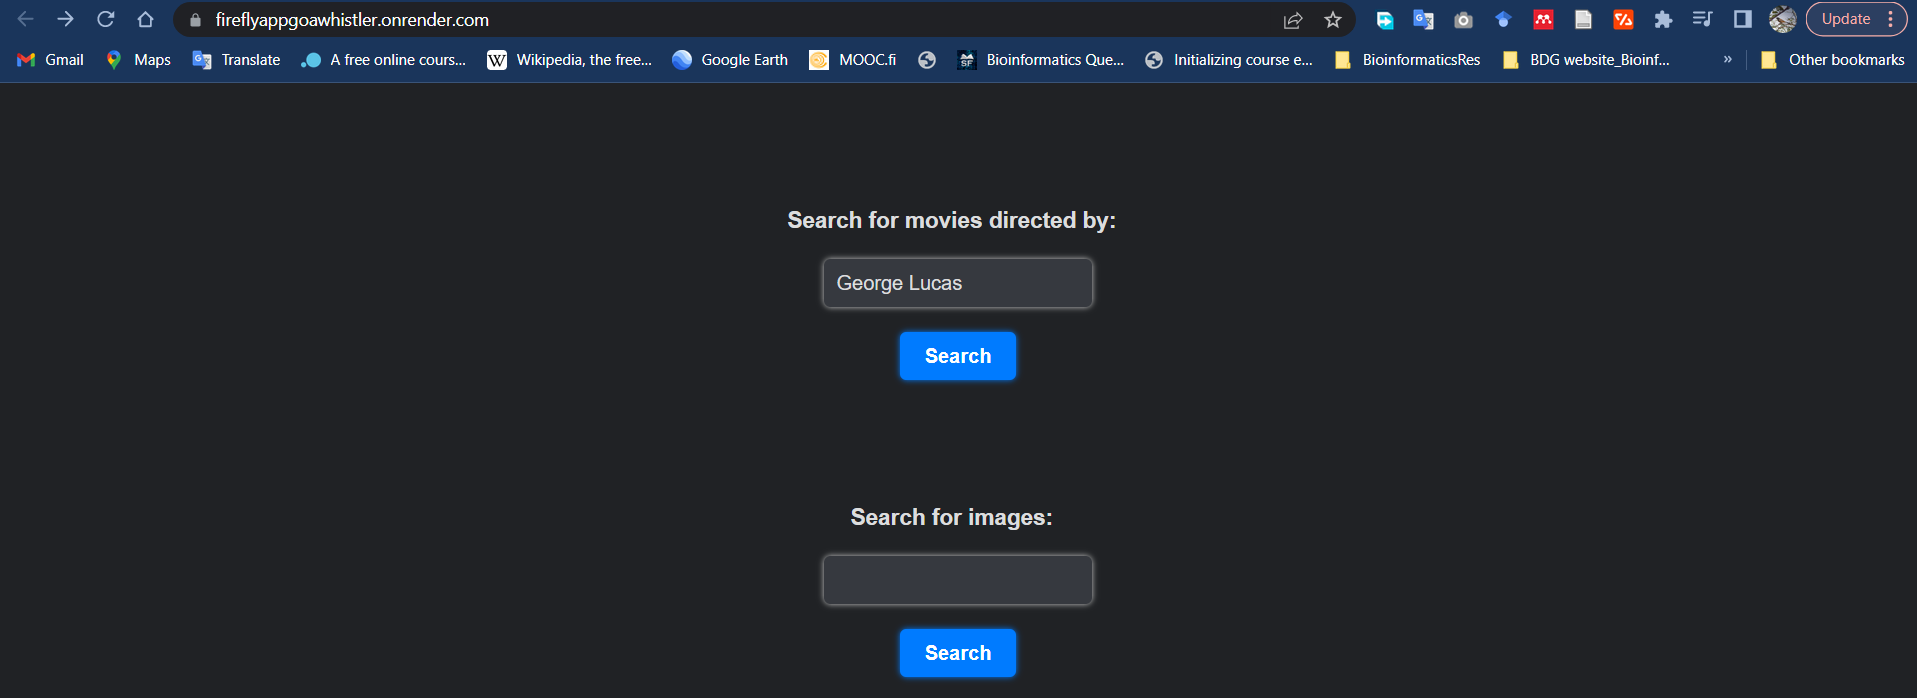 fireflyappgoawhistler.onrender.com
Update
Gmail Maps Translate A free online cours... W Wikipedia, the free... Google Earth MOOC.fi SF Bioinformatics Que... Initializing course e... BioinformaticsRes BDG website_Bioinf... » Other bookmarks
Search for movies directed by:
George Lucas
Search
Search for images:
Search